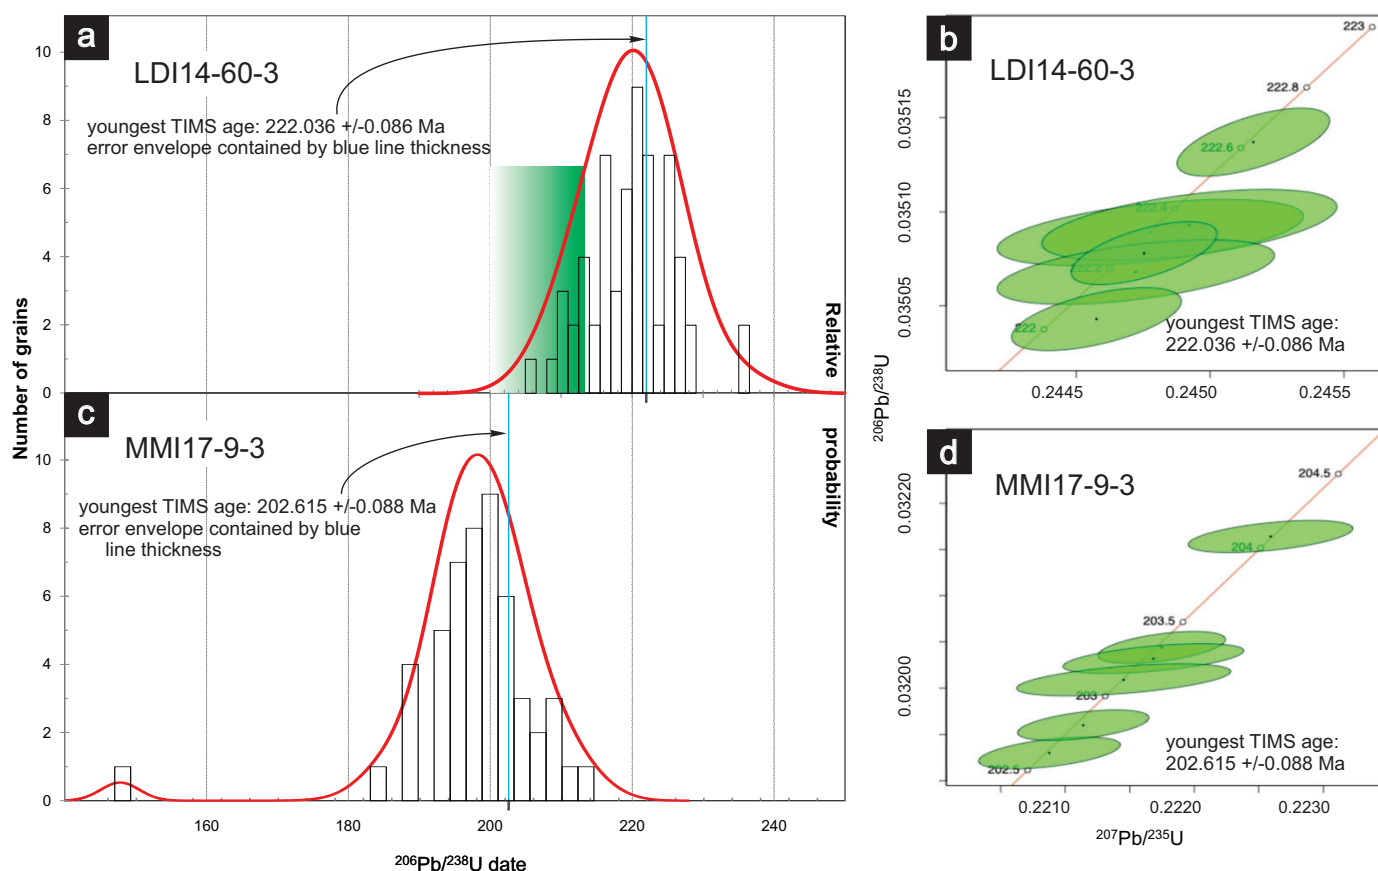 a
LDI14-60-3
youngest TIMS age: 222.036 +/-0.086 Ma
error envelope contained by blue line thickness
10
8
6
4
2
0
Number of grains
Relative
probability
c
MMI17-9-3
youngest TIMS age: 202.615 +/-0.088 Ma
error envelope contained by blue
line thickness
10
8
6
4
2
0
160
180
200
220
240
206Pb/238U date
b
LDI14-60-3
223
222.8
222.6
222.4
222.2
222
youngest TIMS age:
222.036 +/-0.086 Ma
0.03515
0.03510
0.03505
0.2445
0.2450
0.2455
206Pb/238U
d
MMI17-9-3
204.5
204
203.5
203
202.5
youngest TIMS age:
202.615 +/-0.088 Ma
0.03220
0.03200
0.2210
0.2220
0.2230
207Pb/235U